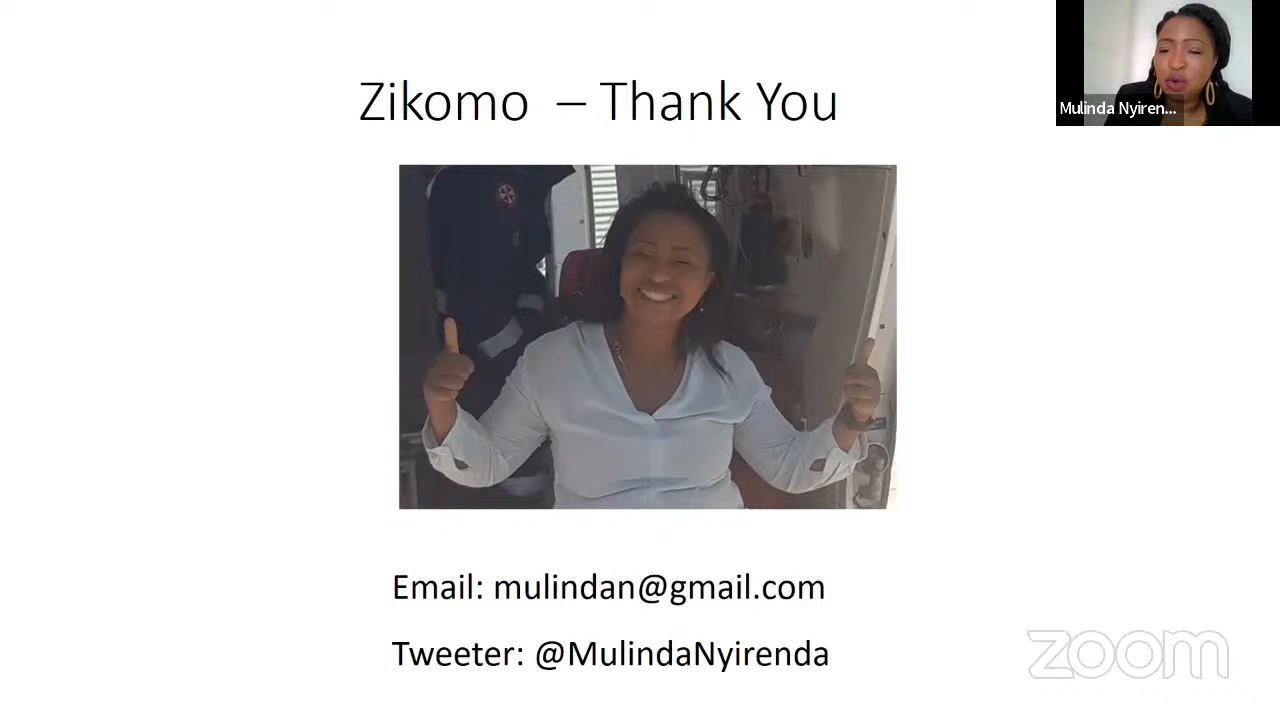 Zikomo – Thank You
Mulinda Nyiren...
Email: mulindan@gmail.com
Tweeter: @MulindaNyirenda
zoom